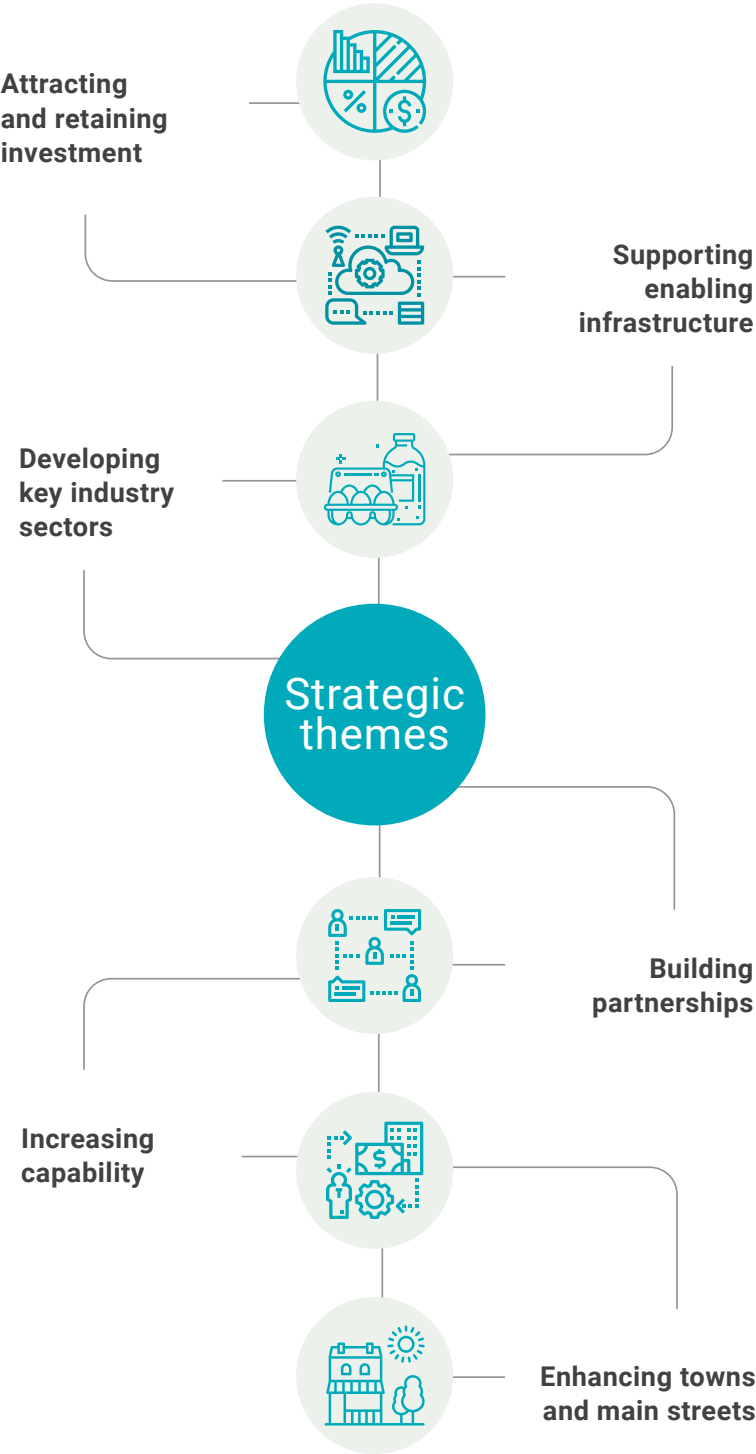 Attracting
and retaining
investment
Supporting
enabling
infrastructure
Developing
key industry
sectors
Strategic
themes
Building
partnerships
Increasing
capability
Enhancing towns
and main streets